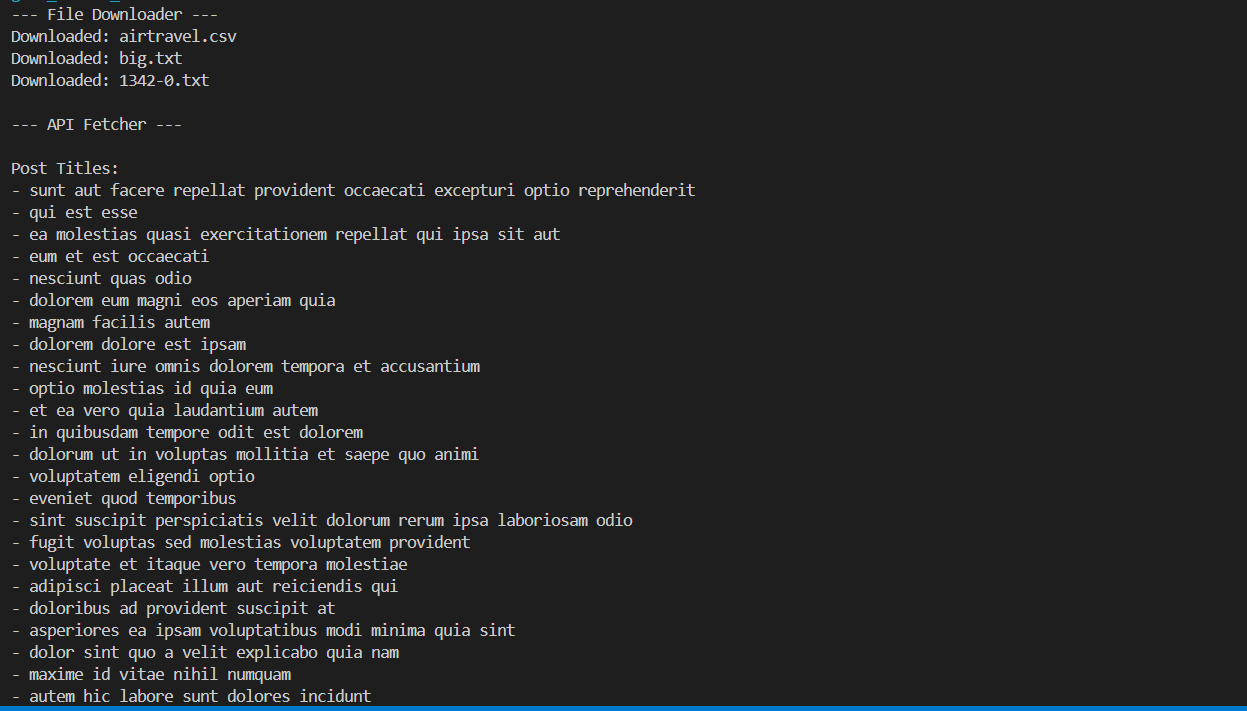 --- File Downloader ---
Downloaded: airtravel.csv
Downloaded: big.txt
Downloaded: 1342-0.txt
--- API Fetcher ---
Post Titles:
- sunt aut facere repellat provident occaecati excepturi optio reprehenderit
- qui est esse
- ea molestias quasi exercitationem repellat qui ipsa sit aut
- eum et est occaecati
- nesciunt quas odio
- dolorem eum magni eos aperiam quia
- magnam facilis autem
- dolorem dolore est ipsam
- nesciunt iure omnis dolorem tempora et accusantium
- optio molestias id quia eum
- et ea vero quia laudantium autem
- in quibusdam tempore odit est dolorem
- dolorum ut in voluptas mollitia et saepe quo animi
- voluptatem eligendi optio
- eveniet quod temporibus
- sint suscipit perspiciatis velit dolorum rerum ipsa laboriosam odio
- fugit voluptas sed molestias voluptatem provident
- voluptate et itaque vero tempora molestiae
- adipisci placeat illum aut reiciendis qui
- doloribus ad provident suscipit at
- asperiores ea ipsam voluptatibus modi minima quia sint
- dolor sint quo a velit explicabo quia nam
- maxime id vitae nihil numquam
- autem hic labore sunt dolores incidunt